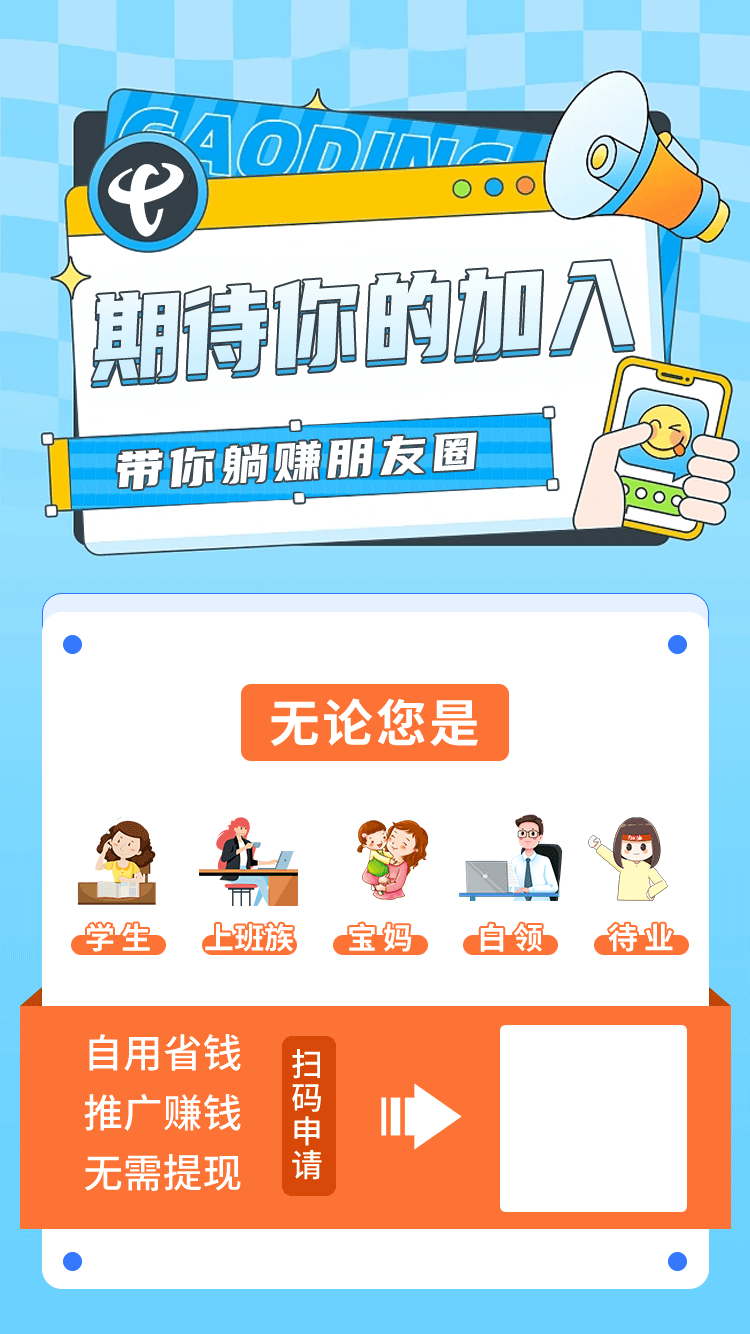 GAODING
期待你的加入
带你躺赚朋友圈
无论您是
学生
上班族
宝妈
白领
待业
自用省钱
推广赚钱
无需提现
扫码申请